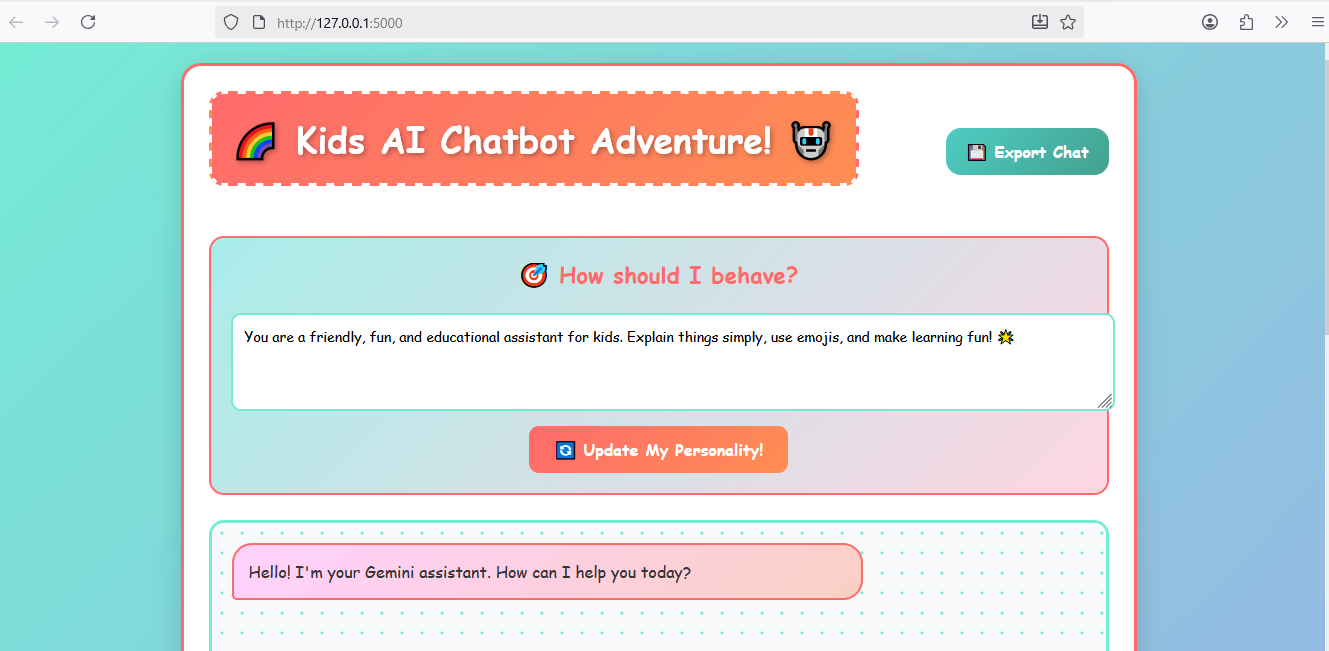 http://127.0.0.1:5000
🌈 Kids AI Chatbot Adventure! 🤖
💾 Export Chat
🎯 How should I behave?
You are a friendly, fun, and educational assistant for kids. Explain things simply, use emojis, and make learning fun! 🌟
🔄 Update My Personality!
Hello! I'm your Gemini assistant. How can I help you today?